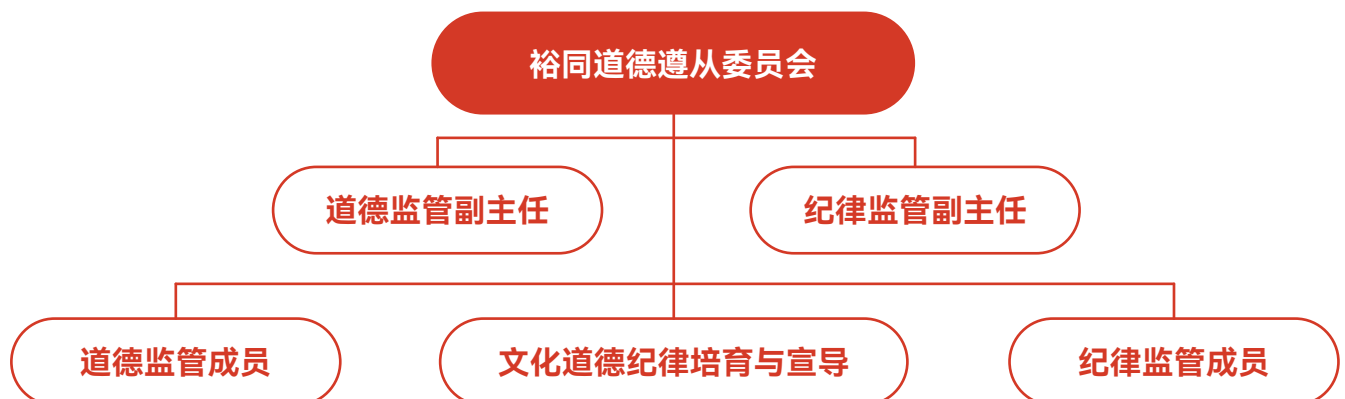 裕同道德遵从委员会
道德监管副主任
纪律监管副主任
道德监管成员
文化道德纪律培育与宣导
纪律监管成员